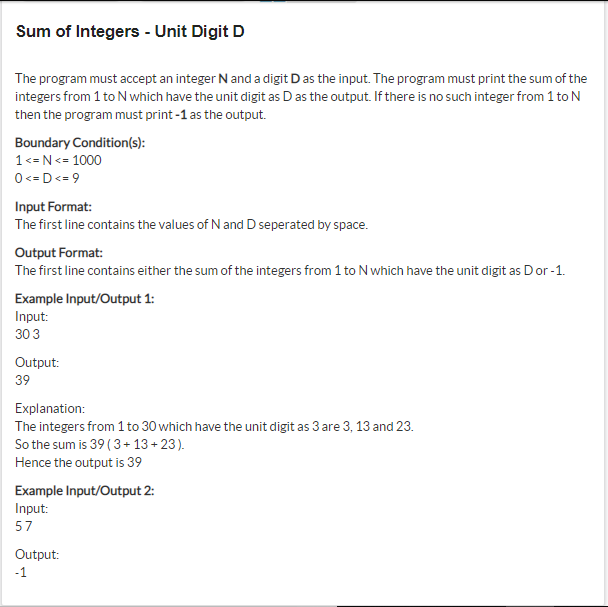 Sum of Integers - Unit Digit D
The program must accept an integer N and a digit D as the input. The program must print the sum of the
integers from 1 to N which have the unit digit as D as the output. If there is no such integer from 1 to N
then the program must print -1 as the output.
Boundary Condition(s):
1 <= N <= 1000
0 <= D <= 9
Input Format:
The first line contains the values of N and D seperated by space.
Output Format:
The first line contains either the sum of the integers from 1 to N which have the unit digit as D or -1.
Example Input/Output 1:
Input:
30 3
Output:
39
Explanation:
The integers from 1 to 30 which have the unit digit as 3 are 3, 13 and 23.
So the sum is 39 ( 3 + 13 + 23 ).
Hence the output is 39
Example Input/Output 2:
Input:
5 7
Output:
-1